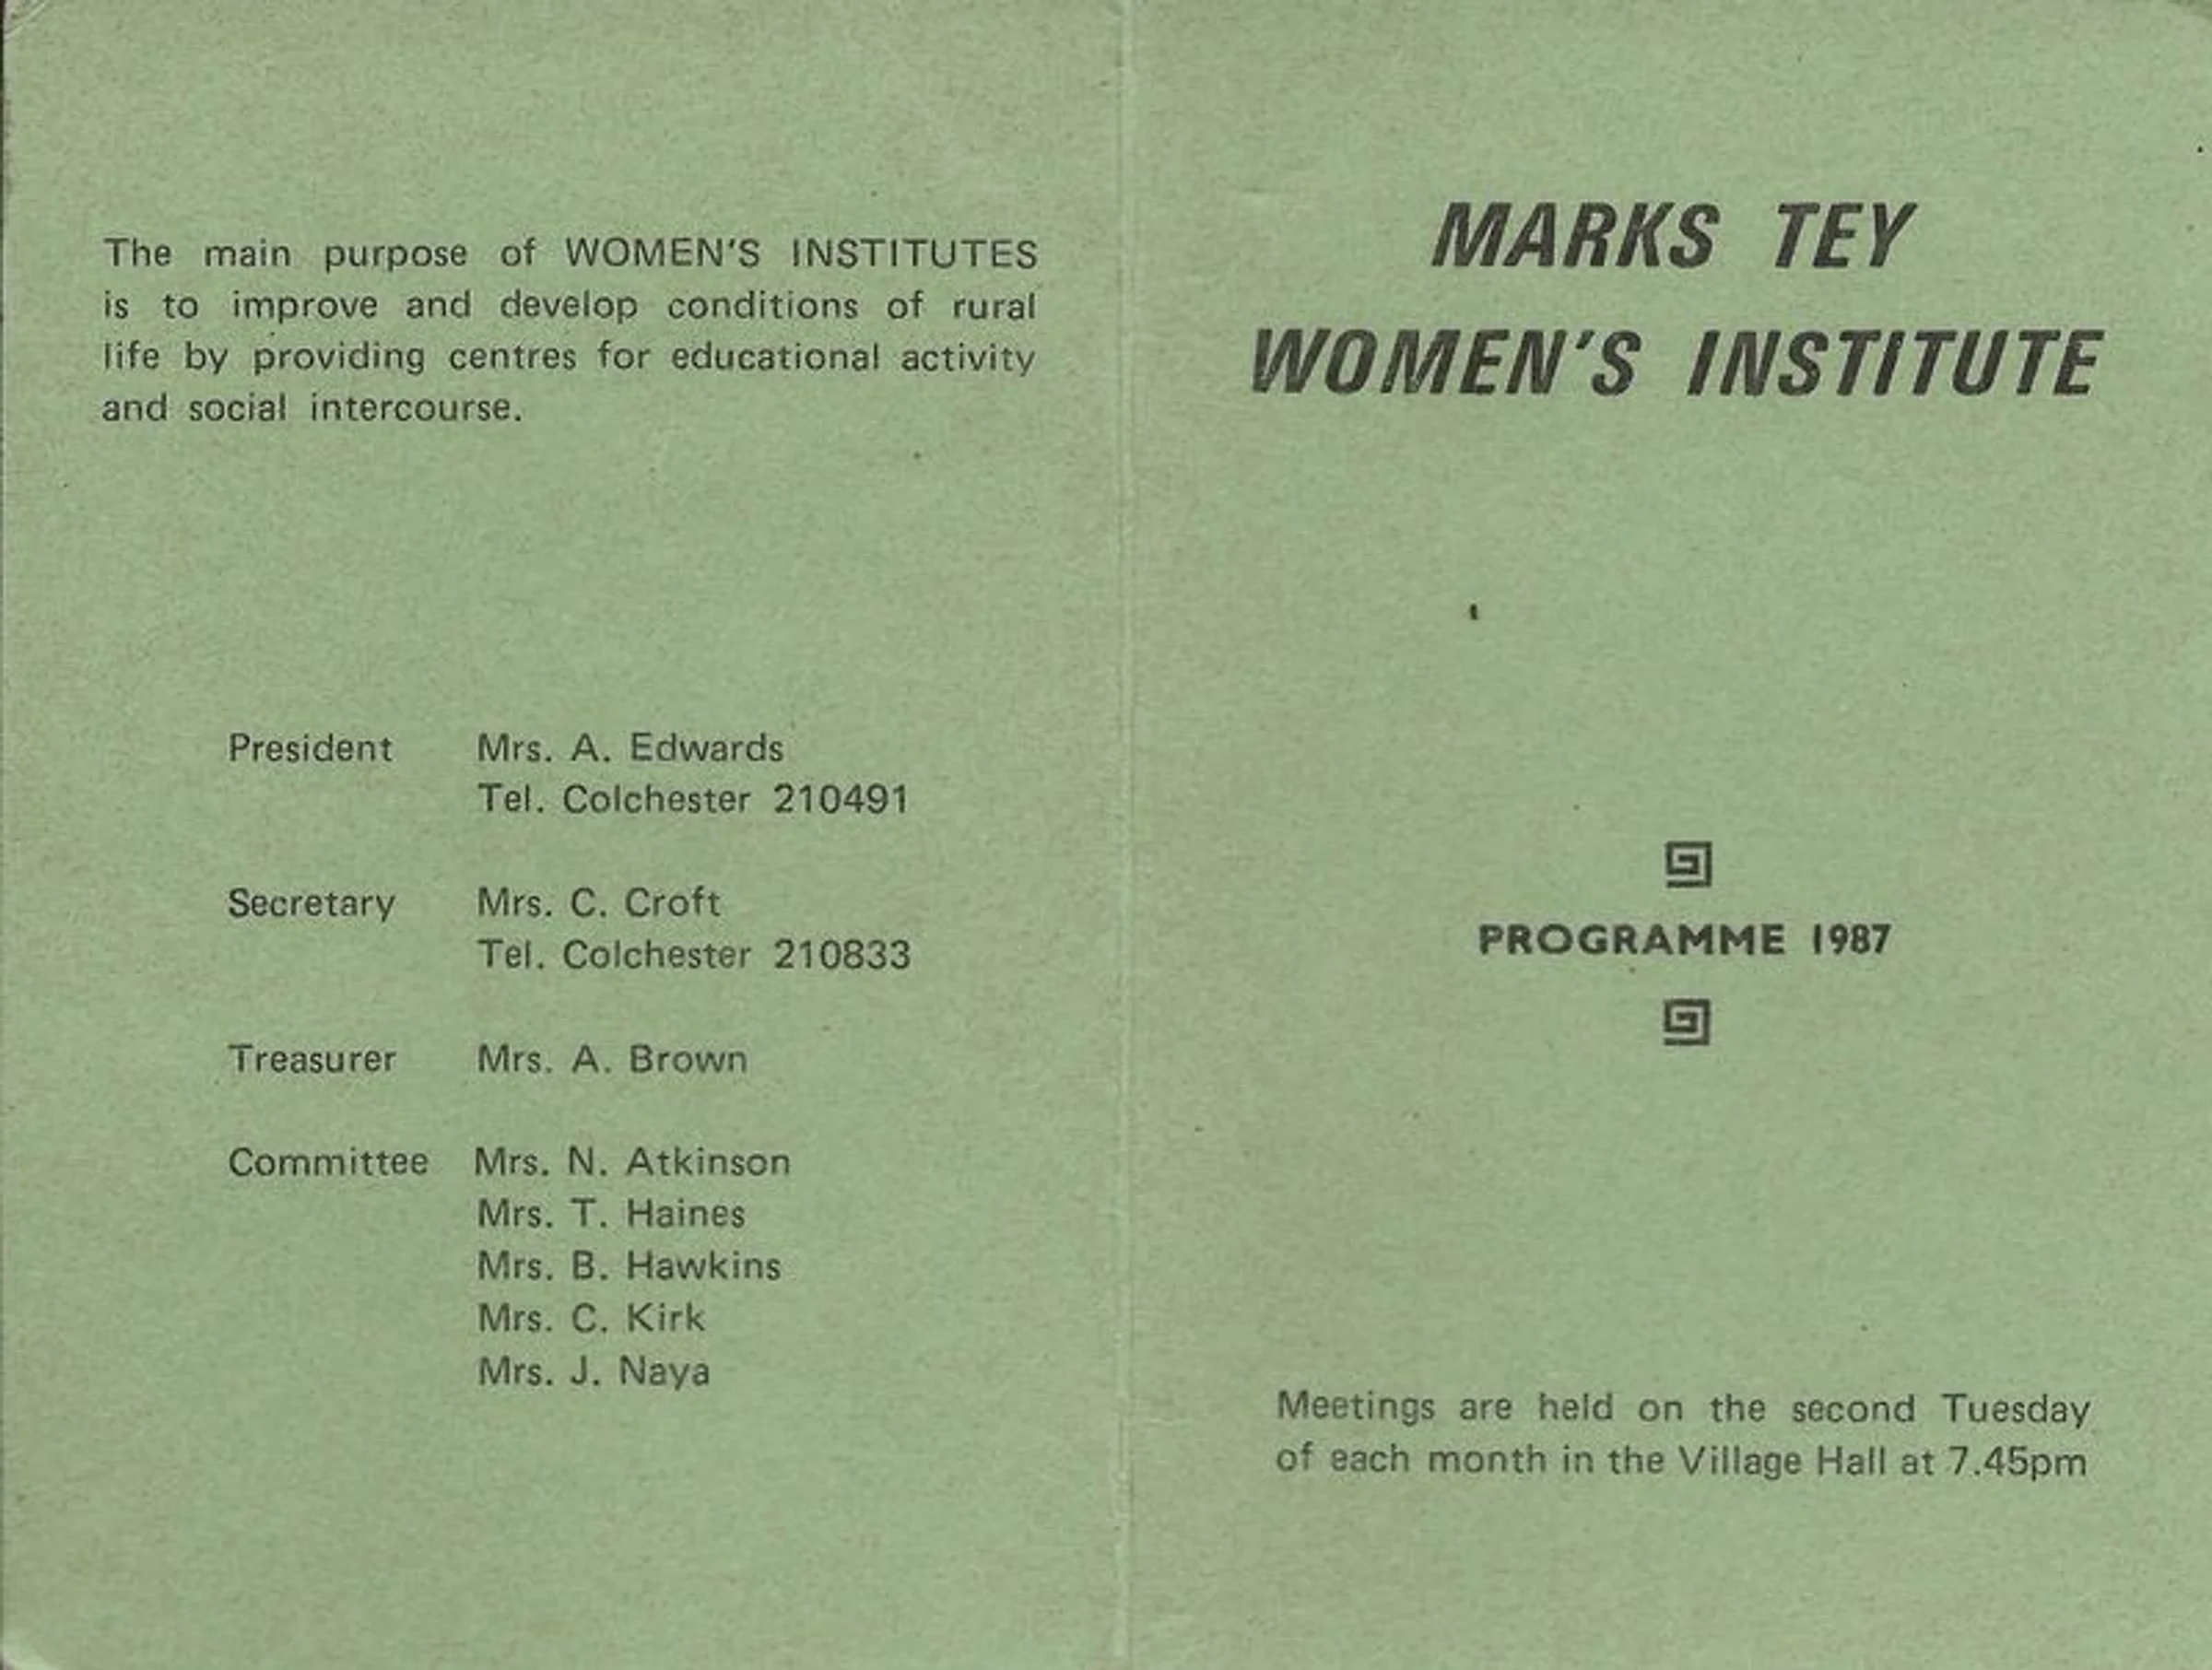 The main purpose of WOMEN'S INSTITUTES
is to improve and develop conditions of rural
life by providing centres for educational activity
and social intercourse.
President Mrs. A. Edwards
Tel. Colchester 210491
Secretary Mrs. C. Croft
Tel. Colchester 210833
Treasurer Mrs. A. Brown
Committee Mrs. N. Atkinson
Mrs. T. Haines
Mrs. B. Hawkins
Mrs. C. Kirk
Mrs. J. Naya
MARKS TEY
WOMEN'S INSTITUTE
PROGRAMME 1987
Meetings are held on the second Tuesday
of each month in the Village Hall at 7.45pm